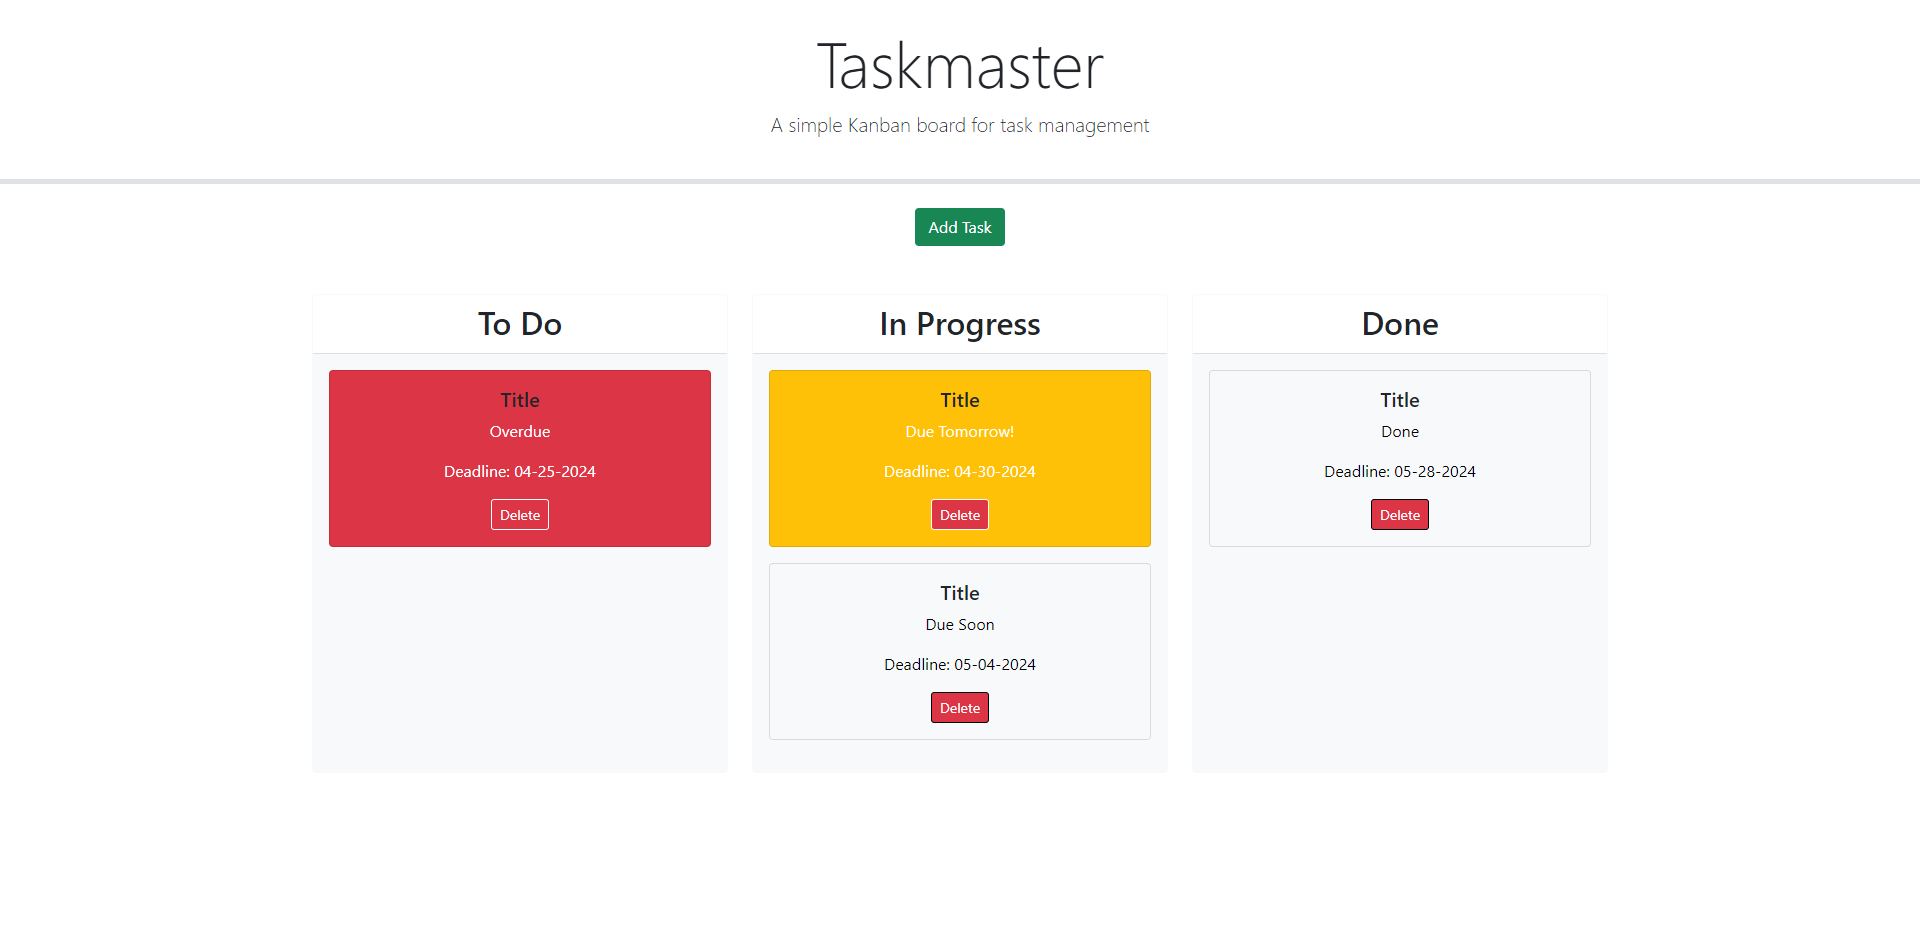 Taskmaster
A simple Kanban board for task management
Add Task
To Do
Title
Overdue
Deadline: 04-25-2024
Delete
In Progress
Title
Due Tomorrow!
Deadline: 04-30-2024
Delete
Title
Due Soon
Deadline: 05-04-2024
Delete
Done
Title
Done
Deadline: 05-28-2024
Delete